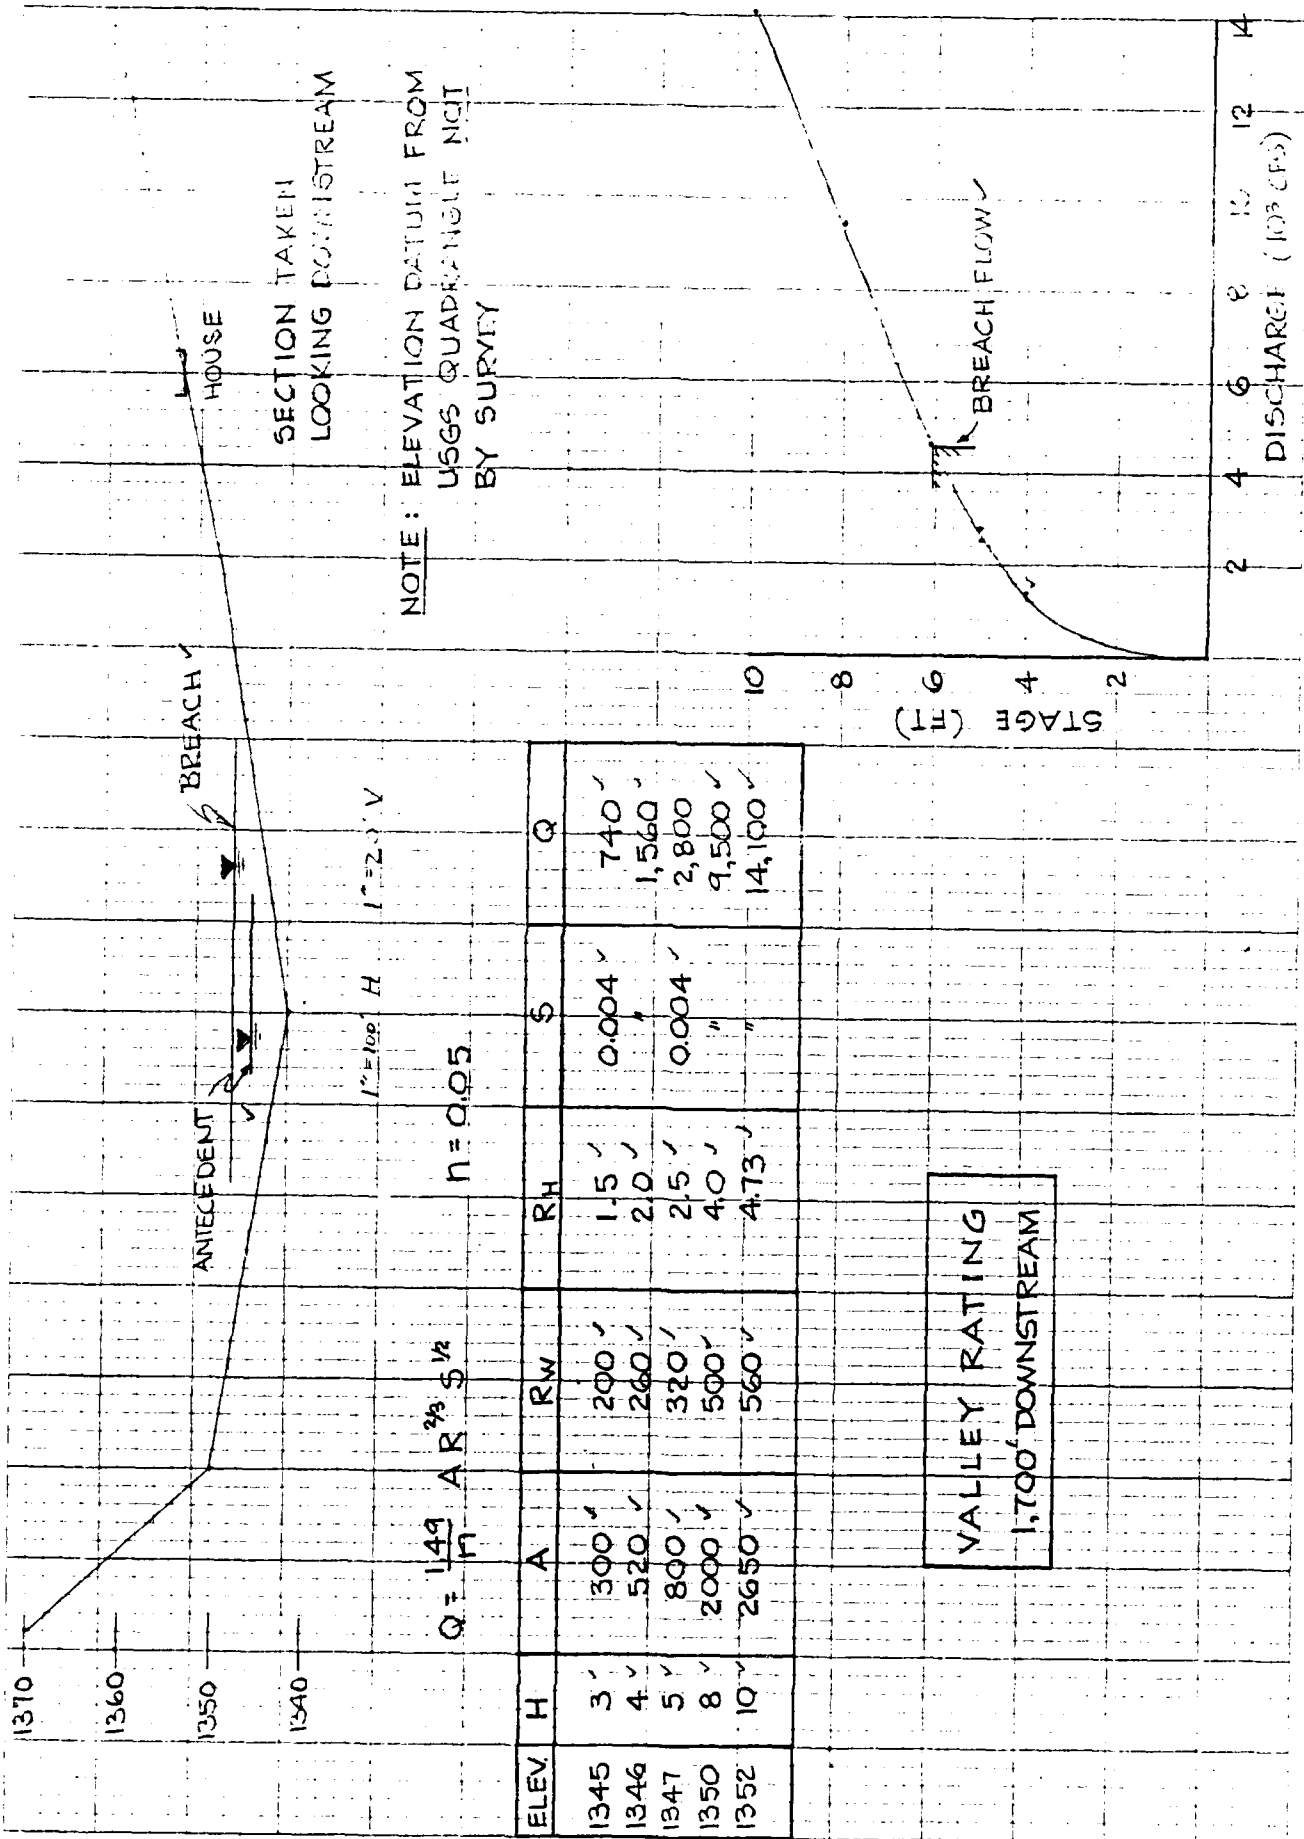 1370
1360
1350
1340
ANTECEDENT ✓
BREACH ✓
HOUSE
1"=100' H
SECTION TAKEN
LOOKING DOWNSTREAM
NOTE: ELEVATION DATUM FROM
USGS QUADRANGLE NOT
BY SURVEY
Q = 1.49/n A R^2/3 S^1/2
n = 0.05
ELEV. H A RW RH S Q
1345 3 ✓ 300 ✓ 200 ✓ 1.5 ✓ 0.004 ✓ 740 ✓
1346 4 ✓ 520 ✓ 260 ✓ 2.0 ✓ " 1,560 ✓
1347 5 ✓ 800 ✓ 320 ✓ 2.5 ✓ 0.004 ✓ 2,800
1350 8 ✓ 2000 ✓ 500 ✓ 4.0 ✓ " 9,500 ✓
1352 10 ✓ 2650 ✓ 560 ✓ 4.73 ✓ " 14,100 ✓
VALLEY RATING
1,700' DOWNSTREAM
STAGE (FT)
10
8
6
4
2
BREACH FLOW ✓
2 4 6 8 10 12 14
DISCHARGE (10³ CFS)